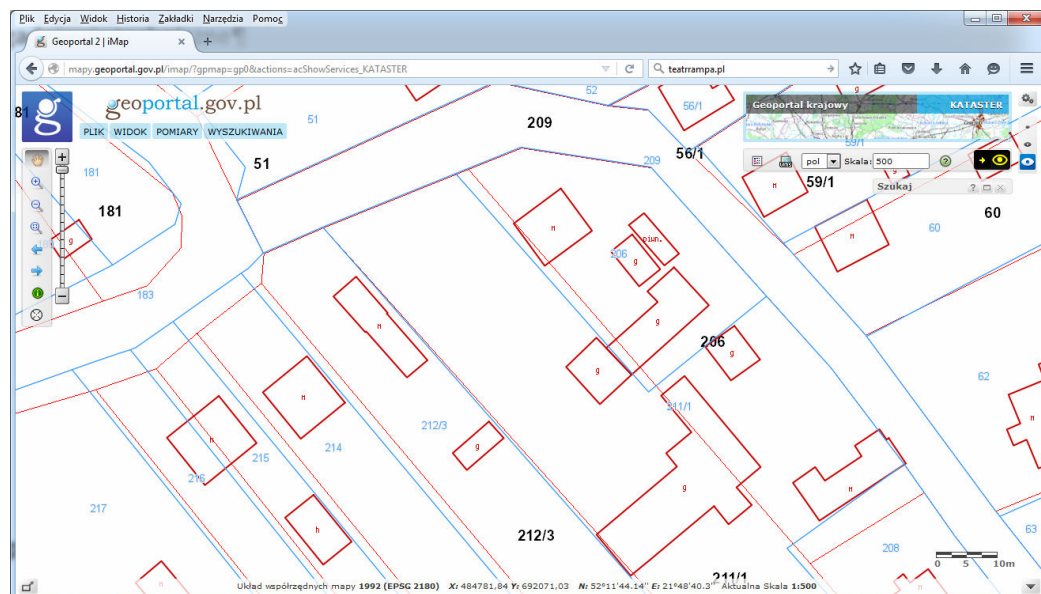 Plik Edycja Widok Historia Zakładki Narzędzia Pomoc
Geoportal 2 | iMap × +
mapy.geoportal.gov.pl/imap/?gpmap=gp0&actions=acShowServices_KATASTER
teatrrampa.pl
geoportal.gov.pl
PLIK WIDOK POMIARY WYSZUKIWANIA
Geoportal krajowy KATASTER
pol Skala: 500
Szukaj
52
51
209
56/1
g
81
59/1
51
209
56/1
M
59/1
181
181
60
60
g
M
M
piwn.
206
g
183
g
M
206
g
g
62
M
211/1
212/3
214
h
215
g
216
g
M
M
217
h
212/3
63
208
211/1
0 5 10m
Układ współrzędnych mapy 1992 (EPSG 2180) X: 484781,84 Y: 692071,03 N: 52°11'44.14'' E: 21°48'40.3'' Aktualna Skala 1:500